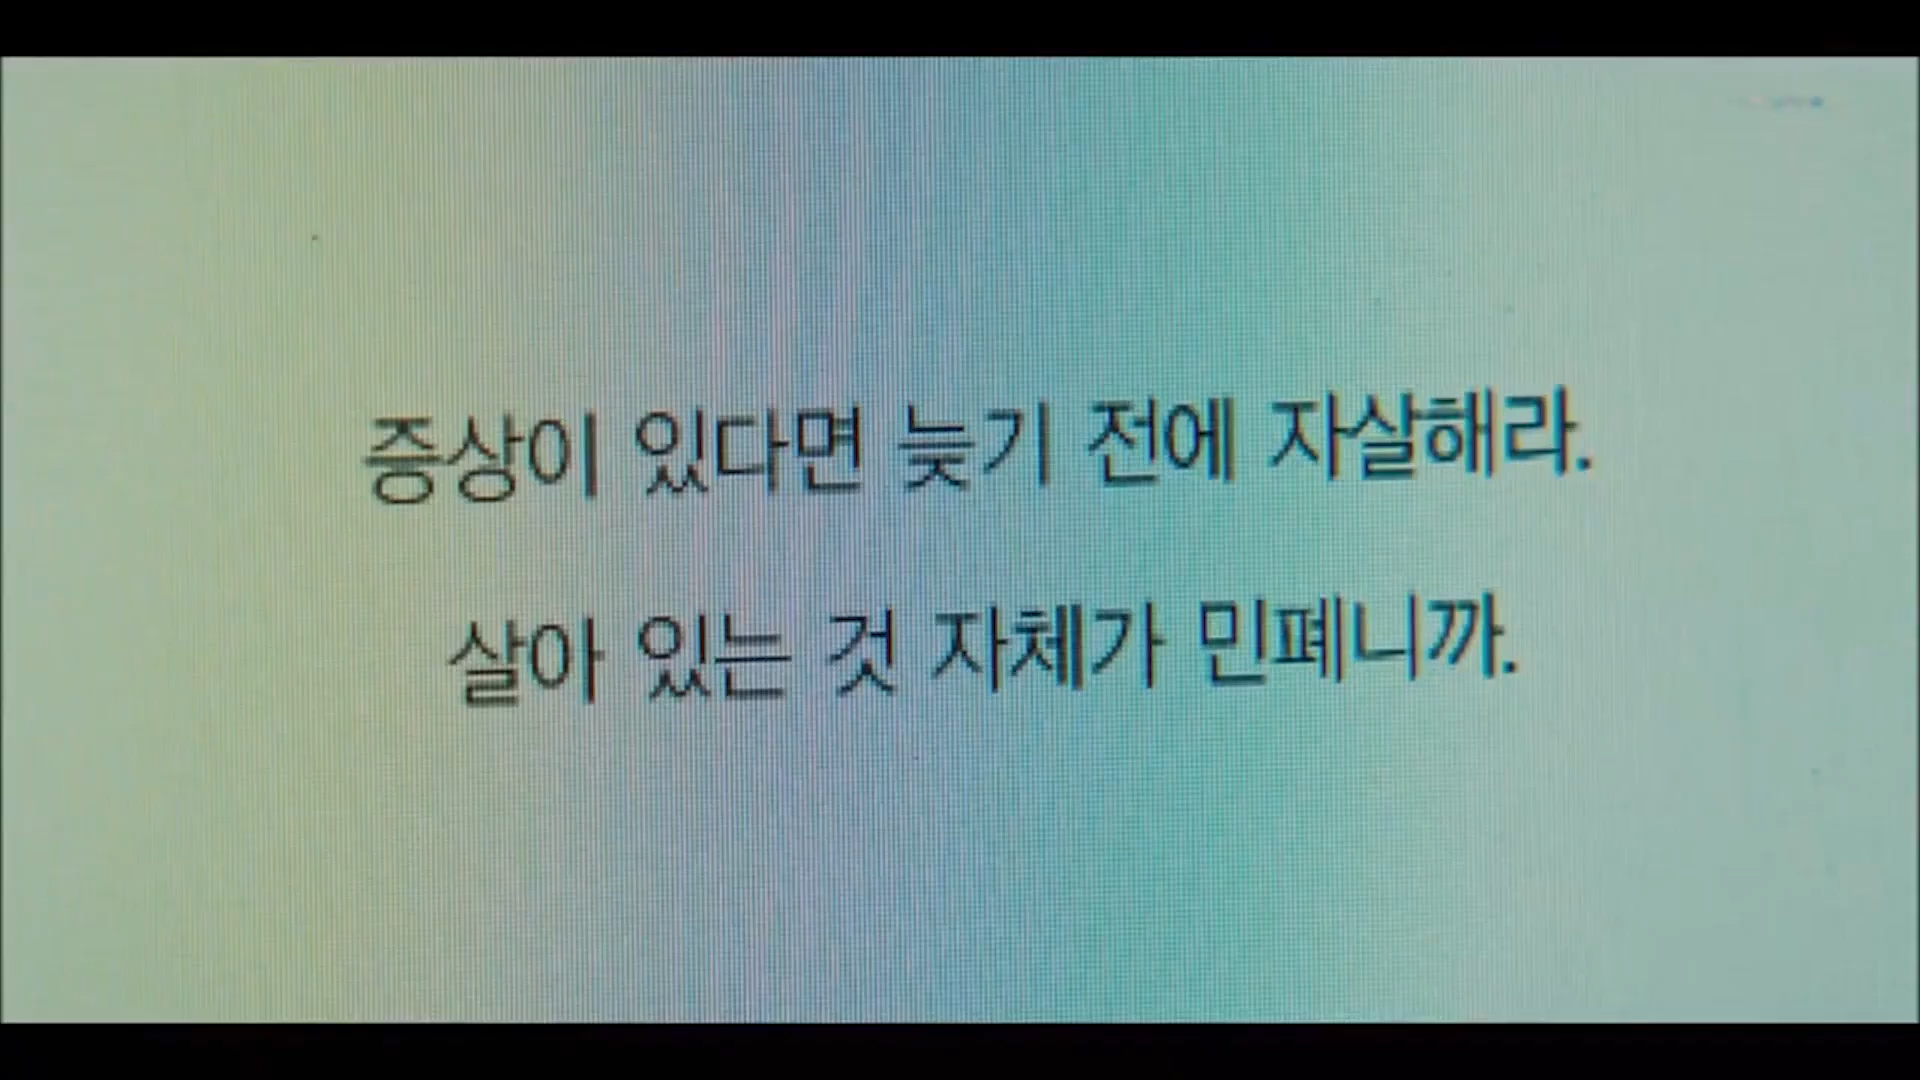 증상이 있다면 늦기 전에 자살해라.
살아 있는 것 자체가 민폐니까.